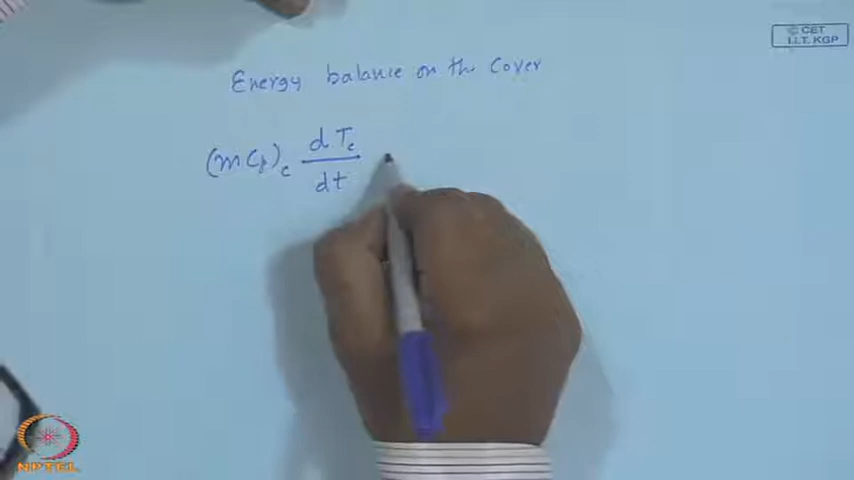 © CET
I.I.T. KGP
Energy balance on the Cover
(m Cp)c dTc/dt
NPTEL